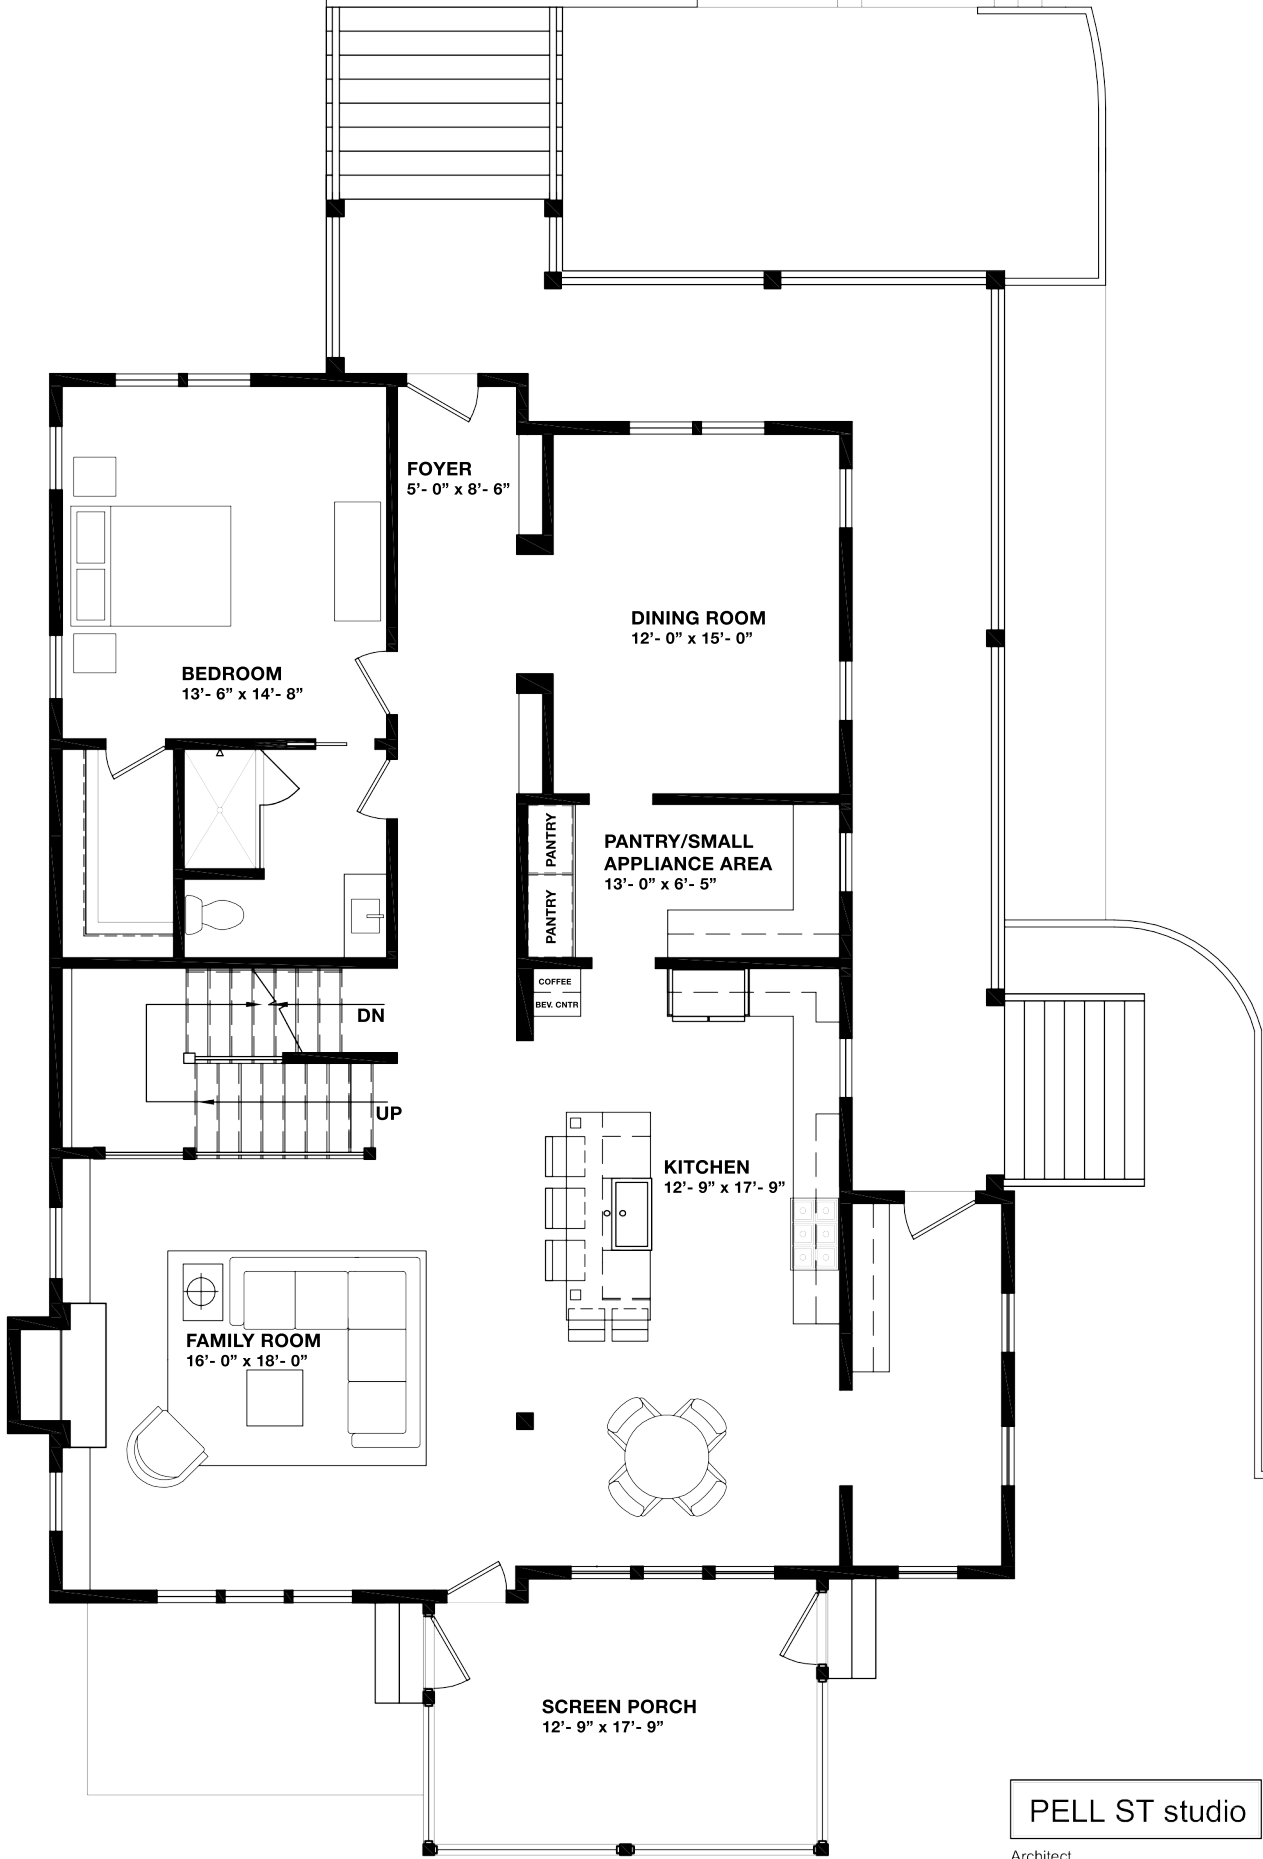 FOYER
5’- 0” x 8’- 6”
DINING ROOM
12’- 0” x 15’- 0”
BEDROOM
13’- 6” x 14’- 8”
PANTRY
PANTRY
PANTRY/SMALL
APPLIANCE AREA
13’- 0” x 6’- 5”
COFFEE
BEV. CNTR
DN
UP
KITCHEN
12’- 9” x 17’- 9”
FAMILY ROOM
16’- 0” x 18’- 0”
SCREEN PORCH
12’- 9” x 17’- 9”
PELL ST studio
Architect